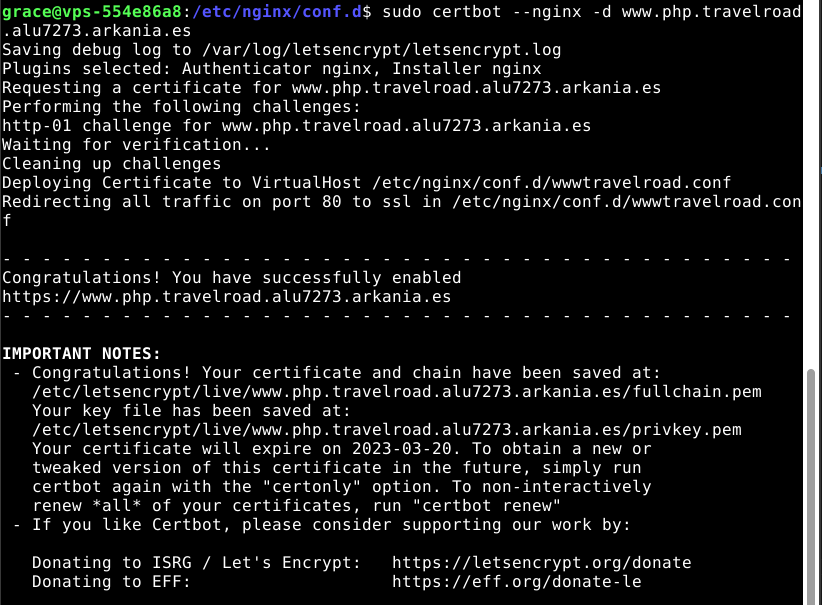 grace@vps-554e86a8:/etc/nginx/conf.d$ sudo certbot --nginx -d www.php.travelroad
.alu7273.arkania.es
Saving debug log to /var/log/letsencrypt/letsencrypt.log
Plugins selected: Authenticator nginx, Installer nginx
Requesting a certificate for www.php.travelroad.alu7273.arkania.es
Performing the following challenges:
http-01 challenge for www.php.travelroad.alu7273.arkania.es
Waiting for verification...
Cleaning up challenges
Deploying Certificate to VirtualHost /etc/nginx/conf.d/wwwtravelroad.conf
Redirecting all traffic on port 80 to ssl in /etc/nginx/conf.d/wwwtravelroad.con
f
- - - - - - - - - - - - - - - - - - - - - - - - - - - - - - - - - - - - - - - -
Congratulations! You have successfully enabled
https://www.php.travelroad.alu7273.arkania.es
- - - - - - - - - - - - - - - - - - - - - - - - - - - - - - - - - - - - - - - -
IMPORTANT NOTES:
- Congratulations! Your certificate and chain have been saved at:
/etc/letsencrypt/live/www.php.travelroad.alu7273.arkania.es/fullchain.pem
Your key file has been saved at:
/etc/letsencrypt/live/www.php.travelroad.alu7273.arkania.es/privkey.pem
Your certificate will expire on 2023-03-20. To obtain a new or
tweaked version of this certificate in the future, simply run
certbot again with the "certonly" option. To non-interactively
renew *all* of your certificates, run "certbot renew"
- If you like Certbot, please consider supporting our work by:
Donating to ISRG / Let's Encrypt:   https://letsencrypt.org/donate
Donating to EFF:                    https://eff.org/donate-le